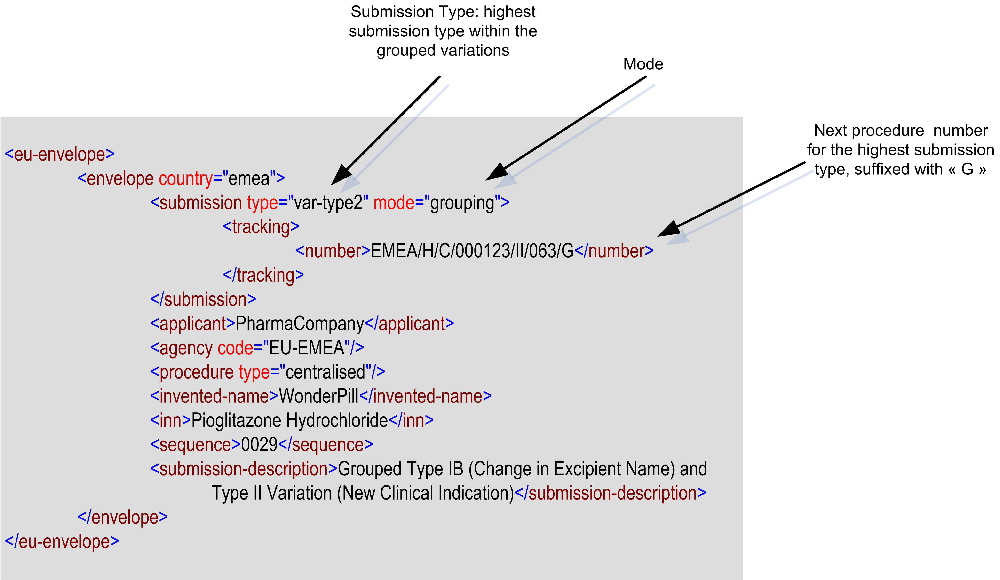 Submission Type: highest
submission type within the
grouped variations
Mode
Next procedure  number
for the highest submission
type, suffixed with « G »
<eu-envelope>
<envelope country="emea">
<submission type="var-type2" mode="grouping">
<tracking>
<number>EMEA/H/C/000123/II/063/G</number>
</tracking>
</submission>
<applicant>PharmaCompany</applicant>
<agency code="EU-EMEA"/>
<procedure type="centralised"/>
<invented-name>WonderPill</invented-name>
<inn>Pioglitazone Hydrochloride</inn>
<sequence>0029</sequence>
<submission-description>Grouped Type IB (Change in Excipient Name) and
Type II Variation (New Clinical Indication)</submission-description>
</envelope>
</eu-envelope>